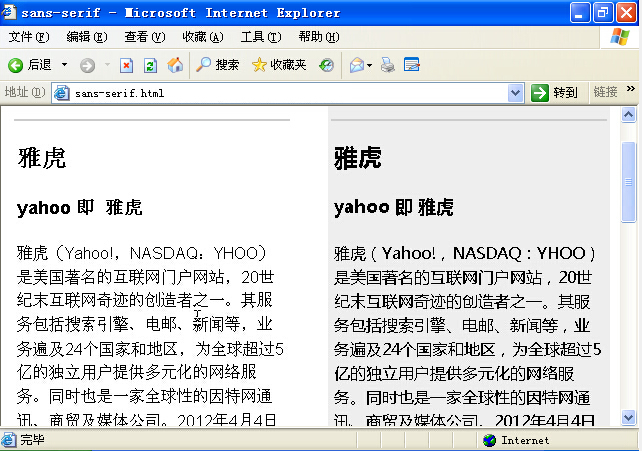 sans-serif - Microsoft Internet Explorer
文件(F) 编辑(E) 查看(V) 收藏(A) 工具(T) 帮助(H)
后退 搜索 收藏夹
地址(D) sans-serif.html 转到 链接 »
雅虎
yahoo 即 雅虎
雅虎（Yahoo!，NASDAQ：YHOO）
是美国著名的互联网门户网站，20世
纪末互联网奇迹的创造者之一。其服
务包括搜索引擎、电邮、新闻等，业
务遍及24个国家和地区，为全球超过5
亿的独立用户提供多元化的网络服
务。同时也是一家全球性的因特网通
讯、商贸及媒体公司。2012年4月4日
雅虎
yahoo 即 雅虎
雅虎（Yahoo!，NASDAQ：YHOO）
是美国著名的互联网门户网站，20世
纪末互联网奇迹的创造者之一。其服
务包括搜索引擎、电邮、新闻等，业
务遍及24个国家和地区，为全球超过5
亿的独立用户提供多元化的网络服
务。同时也是一家全球性的因特网通
讯、商贸及媒体公司。2012年4月4日
完毕 Internet